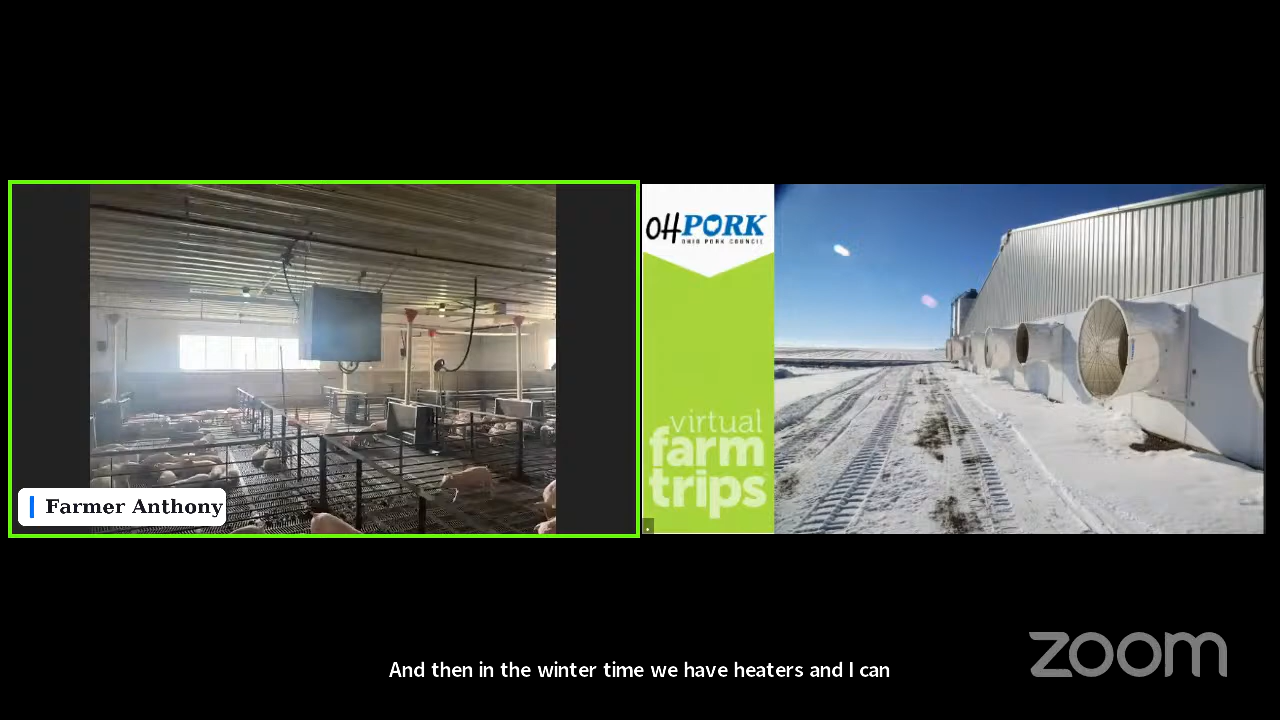 Farmer Anthony
OHPORK
OHIO PORK COUNCIL
virtual
farm
trips
And then in the winter time we have heaters and I can
zoom